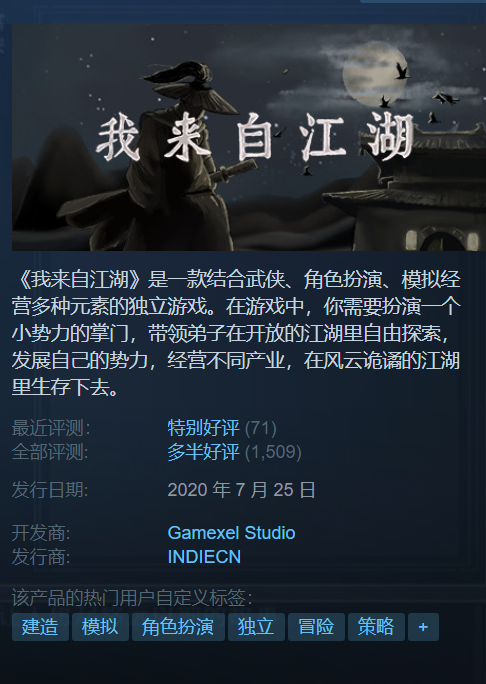 我来自江湖
《我来自江湖》是一款结合武侠、角色扮演、模拟经
营多种元素的独立游戏。在游戏中，你需要扮演一个
小势力的掌门，带领弟子在开放的江湖里自由探索，
发展自己的势力，经营不同产业，在风云诡谲的江湖
里生存下去。
最近评测: 特别好评 (71)
全部评测: 多半好评 (1,509)
发行日期: 2020 年 7 月 25 日
开发商: Gamexel Studio
发行商: INDIECN
该产品的热门用户自定义标签：
建造 模拟 角色扮演 独立 冒险 策略 +